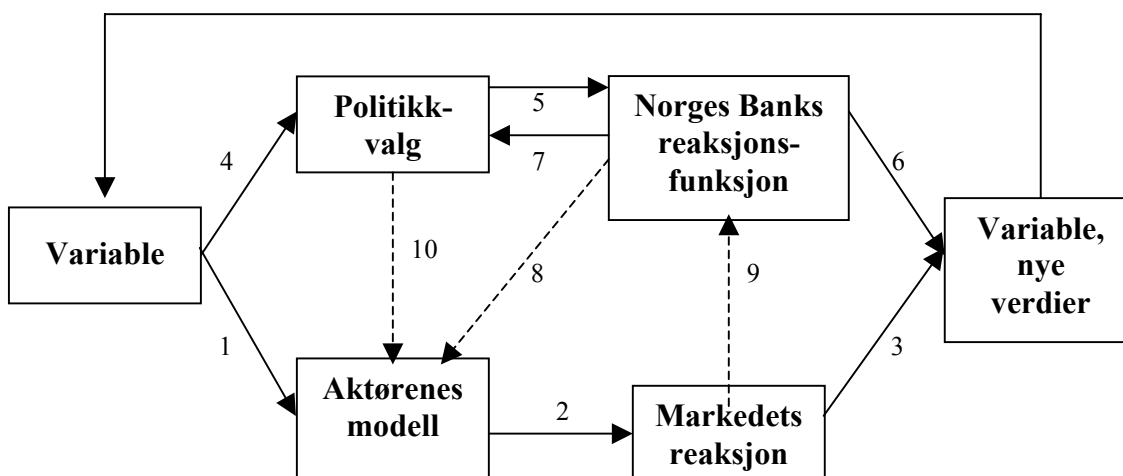 Politikk-
valg
5
7
Norges Banks
reaksjons-
funksjon
4
6
Variable
10
8
9
Variable,
nye
verdier
1
3
Aktørenes
modell
2
Markedets
reaksjon